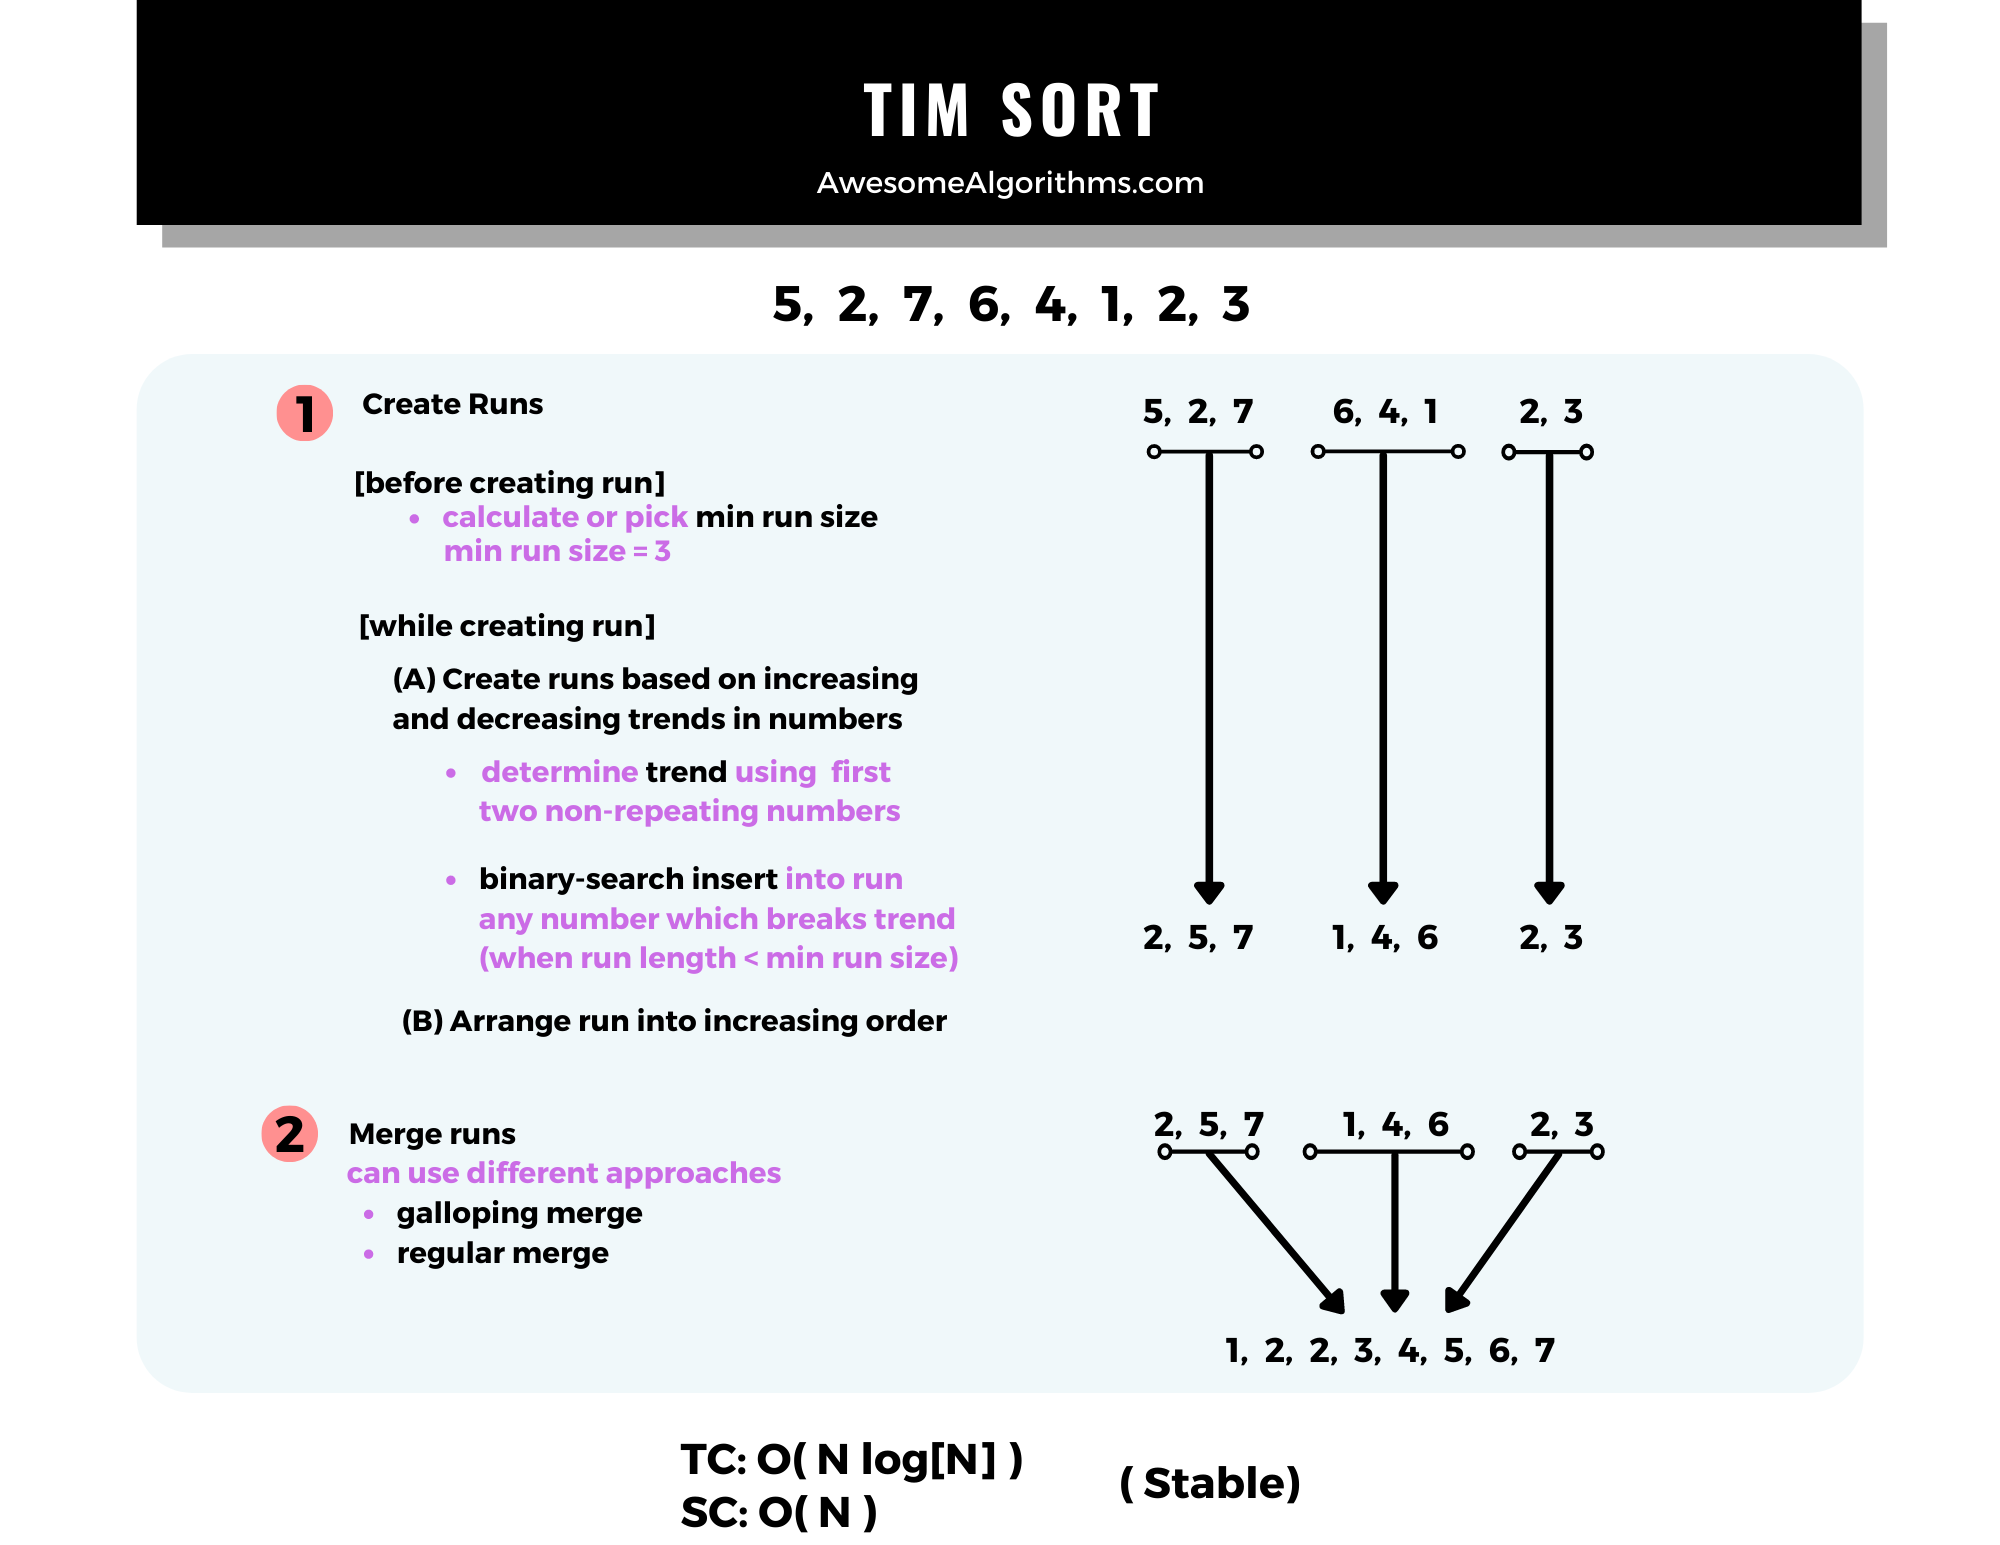 TIM SORT
AwesomeAlgorithms.com
5, 2, 7, 6, 4, 1, 2, 3
1 Create Runs
[before creating run]
• calculate or pick min run size
min run size = 3
[while creating run]
(A) Create runs based on increasing
and decreasing trends in numbers
• determine trend using first
two non-repeating numbers
• binary-search insert into run
any number which breaks trend
(when run length < min run size)
(B) Arrange run into increasing order
5, 2, 7 6, 4, 1 2, 3
2, 5, 7 1, 4, 6 2, 3
2 Merge runs
can use different approaches
• galloping merge
• regular merge
2, 5, 7 1, 4, 6 2, 3
1, 2, 2, 3, 4, 5, 6, 7
TC: O( N log[N] )
SC: O( N )
( Stable)